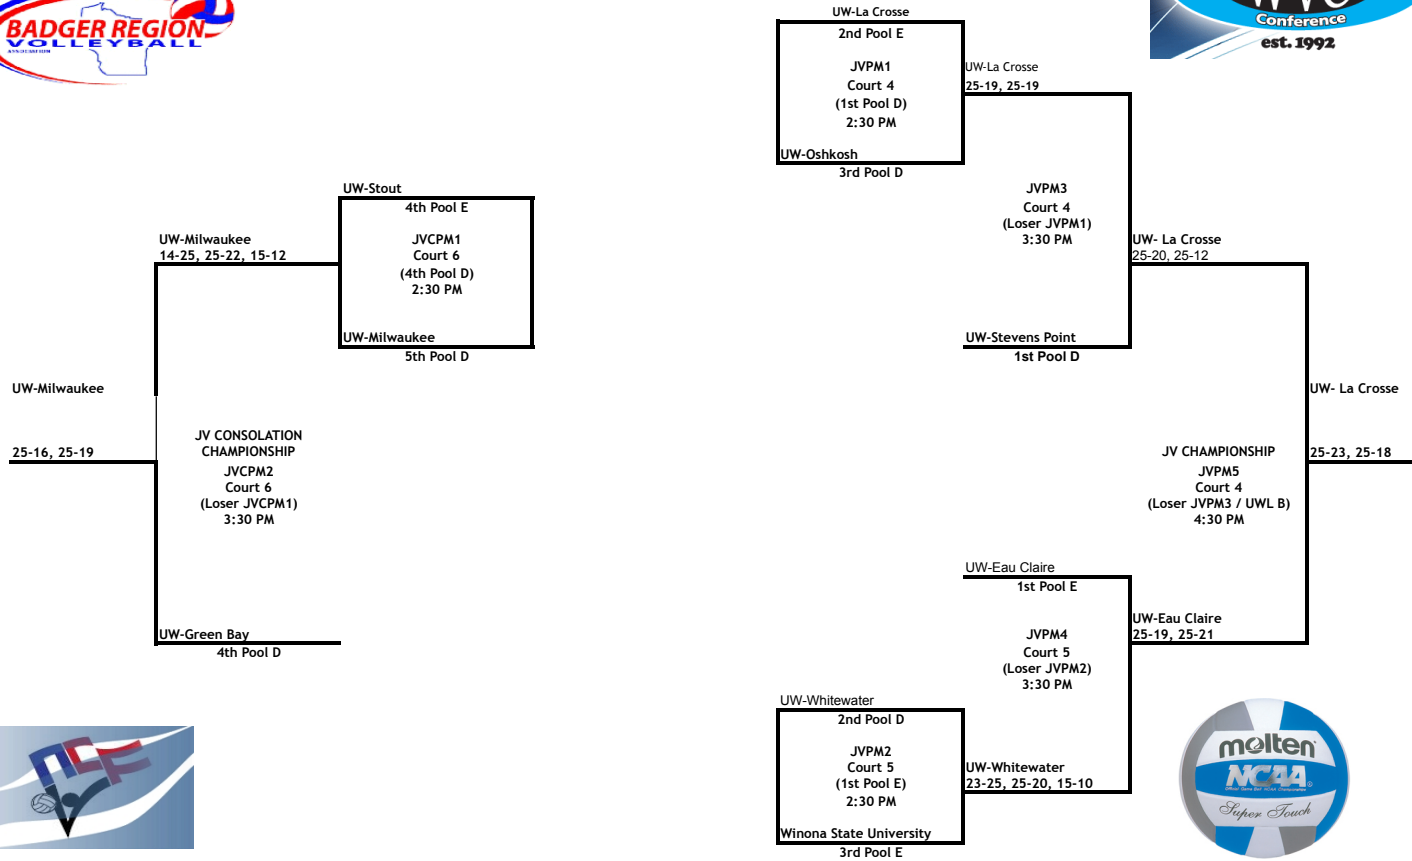 BADGER REGION
VOLLEYBALL
ASSOCIATION
Conference
est. 1992
UW-La Crosse
2nd Pool E
JVPM1
Court 4
(1st Pool D)
2:30 PM
UW-Oshkosh
3rd Pool D
UW-La Crosse
25-19, 25-19
JVPM3
Court 4
(Loser JVPM1)
3:30 PM
UW-Stevens Point
1st Pool D
UW- La Crosse
25-20, 25-12
UW-Stout
4th Pool E
JVCPM1
Court 6
(4th Pool D)
2:30 PM
UW-Milwaukee
5th Pool D
UW-Milwaukee
14-25, 25-22, 15-12
UW-Milwaukee
25-16, 25-19
JV CONSOLATION
CHAMPIONSHIP
JVCPM2
Court 6
(Loser JVCPM1)
3:30 PM
UW-Green Bay
4th Pool D
UW- La Crosse
25-23, 25-18
JV CHAMPIONSHIP
JVPM5
Court 4
(Loser JVPM3 / UWL B)
4:30 PM
UW-Eau Claire
1st Pool E
JVPM4
Court 5
(Loser JVPM2)
3:30 PM
UW-Eau Claire
25-19, 25-21
UW-Whitewater
2nd Pool D
JVPM2
Court 5
(1st Pool E)
2:30 PM
Winona State University
3rd Pool E
UW-Whitewater
23-25, 25-20, 15-10
molten
NCAA
Super Touch